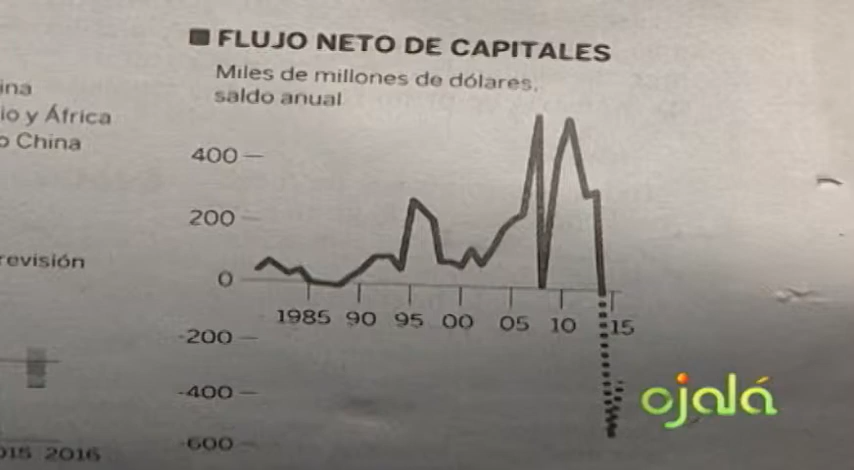 FLUJO NETO DE CAPITALES
Miles de millones de dólares,
saldo anual
ina
io y África
o China
revisión
400
200
0
-200
-400
-600
1985 90 95 00 05 10 15
015 2016
ojalá